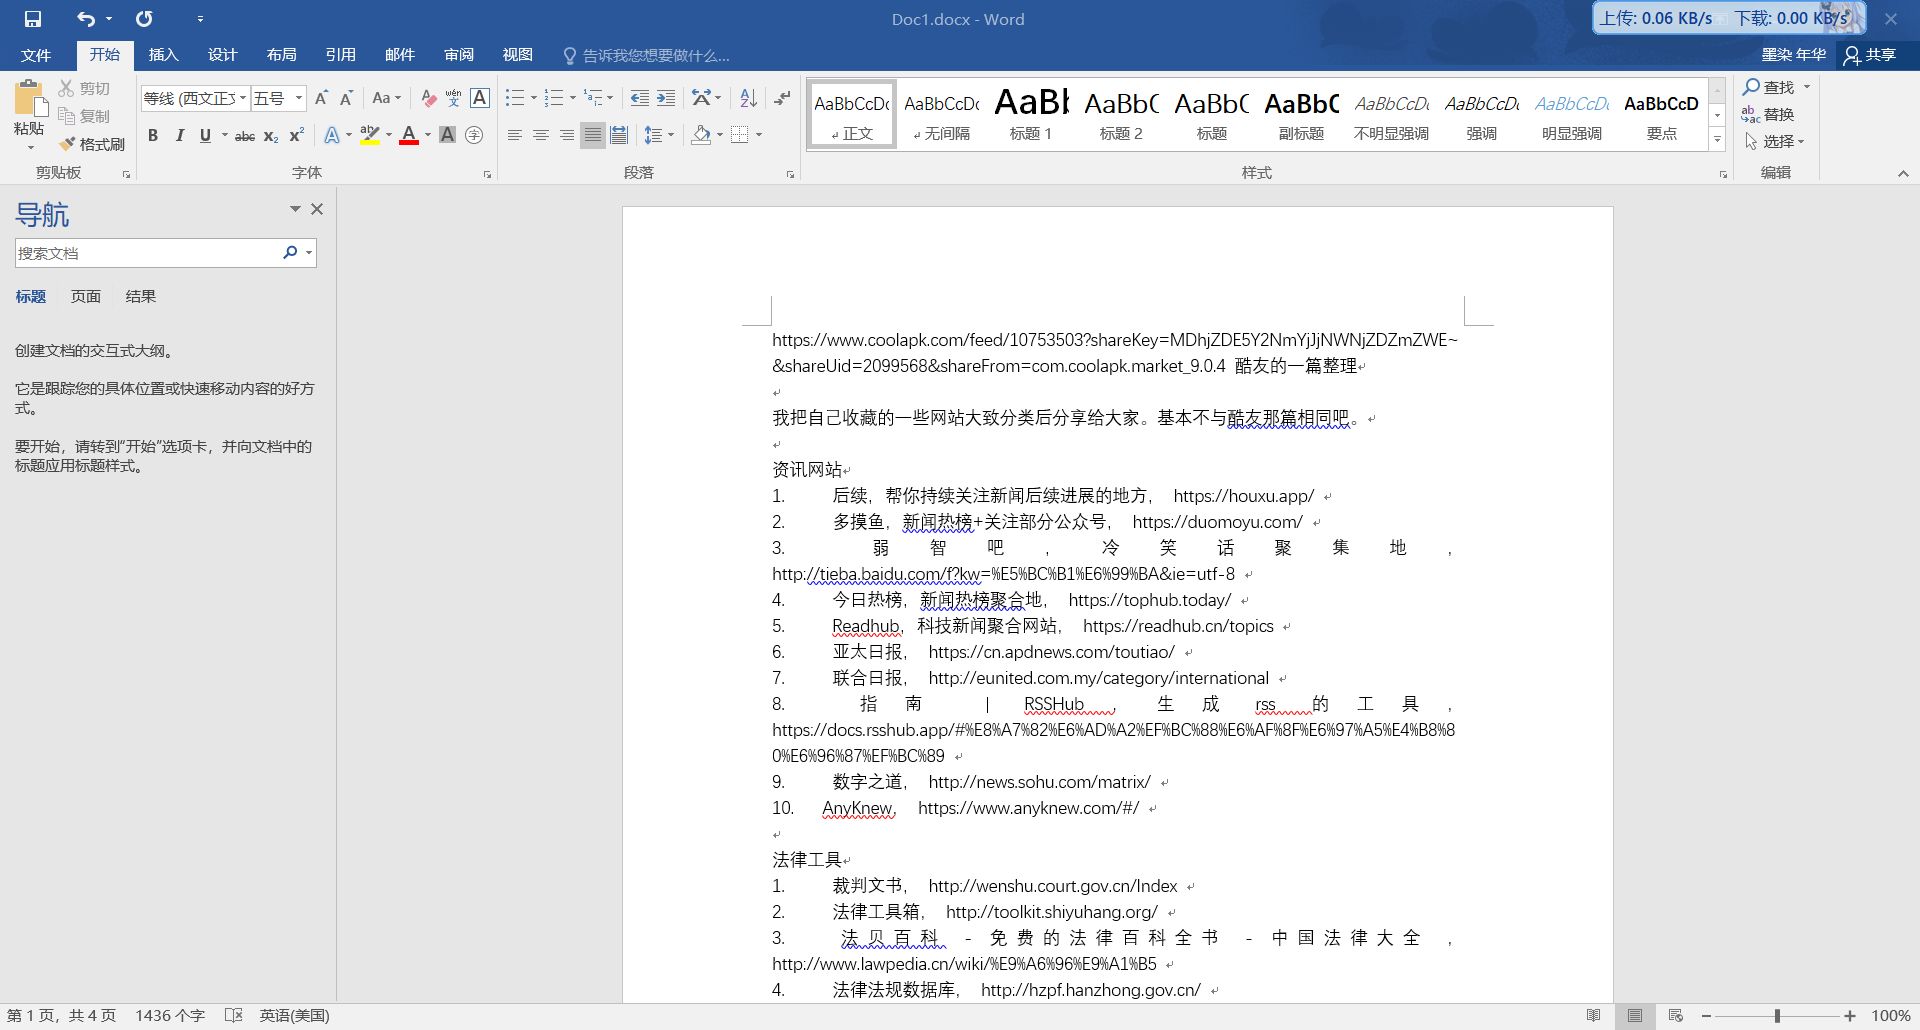 Doc1.docx - Word
上传: 0.06 KB/s 下载: 0.00 KB/s
文件 开始 插入 设计 布局 引用 邮件 审阅 视图 告诉我您想要做什么...
墨染 年华 共享
粘贴 剪切 复制 格式刷
剪贴板
等线 (西文正文 五号
字体
段落
AaBbCcDc AaBbCcDc AaBl AaBbC AaBbC AaBbC AaBbCcDc AaBbCcDc AaBbCcDc AaBbCcD
正文 无间隔 标题 1 标题 2 标题 副标题 不明显强调 强调 明显强调 要点
样式
查找 替换 选择
编辑
导航
搜索文档
标题 页面 结果
创建文档的交互式大纲。
它是跟踪您的具体位置或快速移动内容的好方
式。
要开始，请转到“开始”选项卡，并向文档中的
标题应用标题样式。
https://www.coolapk.com/feed/10753503?shareKey=MDhjZDE5Y2NmYjJjNWNjZDZmZWE~
&shareUid=2099568&shareFrom=com.coolapk.market_9.0.4 酷友的一篇整理
我把自己收藏的一些网站大致分类后分享给大家。基本不与酷友那篇相同吧。
资讯网站
1. 后续，帮你持续关注新闻后续进展的地方， https://houxu.app/
2. 多摸鱼，新闻热榜+关注部分公众号， https://duomoyu.com/
3. 弱智吧，冷笑话聚集地，
http://tieba.baidu.com/f?kw=%E5%BC%B1%E6%99%BA&ie=utf-8
4. 今日热榜，新闻热榜聚合地， https://tophub.today/
5. Readhub，科技新闻聚合网站， https://readhub.cn/topics
6. 亚太日报， https://cn.apdnews.com/toutiao/
7. 联合日报， http://eunited.com.my/category/international
8. 指南 | RSSHub，生成 rss 的工具，
https://docs.rsshub.app/#%E8%A7%82%E6%AD%A2%EF%BC%88%E6%AF%8F%E6%97%A5%E4%B8%8
0%E6%96%87%EF%BC%89
9. 数字之道， http://news.sohu.com/matrix/
10. AnyKnew， https://www.anyknew.com/#/
法律工具
1. 裁判文书， http://wenshu.court.gov.cn/Index
2. 法律工具箱， http://toolkit.shiyuhang.org/
3. 法贝百科 - 免费的法律百科全书 - 中国法律大全，
http://www.lawpedia.cn/wiki/%E9%A6%96%E9%A1%B5
4. 法律法规数据库， http://hzpf.hanzhong.gov.cn/
第 1 页，共 4 页 1436 个字 英语(美国) 100%